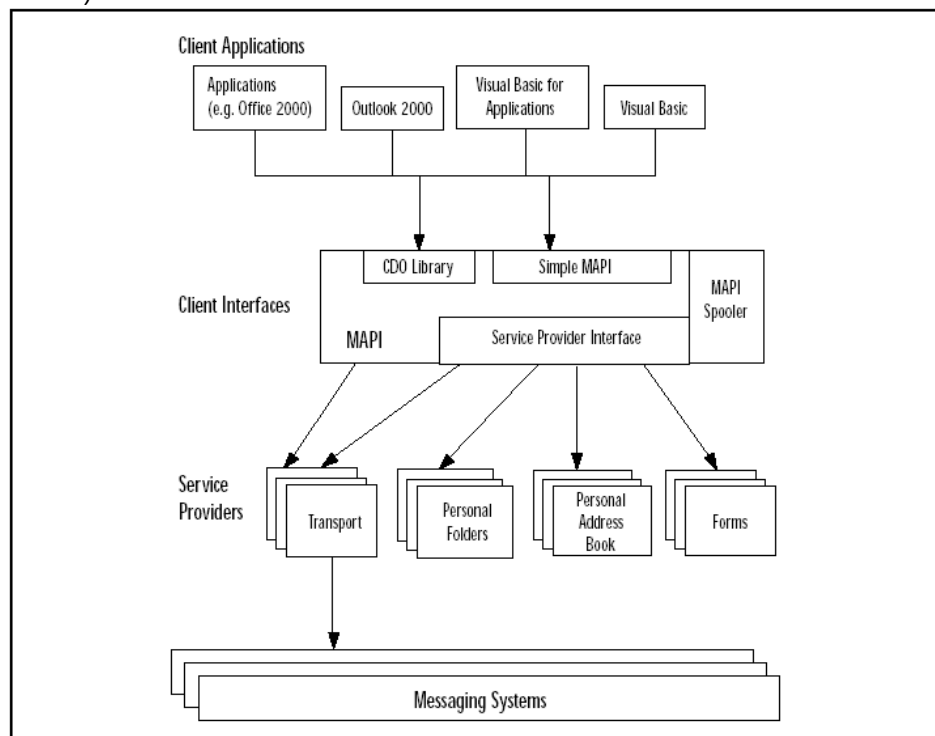 Client Applications
Applications
(e.g. Office 2000)
Outlook 2000
Visual Basic for
Applications
Visual Basic
CDO Library
Simple MAPI
MAPI
Spooler
Client Interfaces
MAPI
Service Provider Interface
Service
Providers
Transport
Personal
Folders
Personal
Address
Book
Forms
Messaging Systems